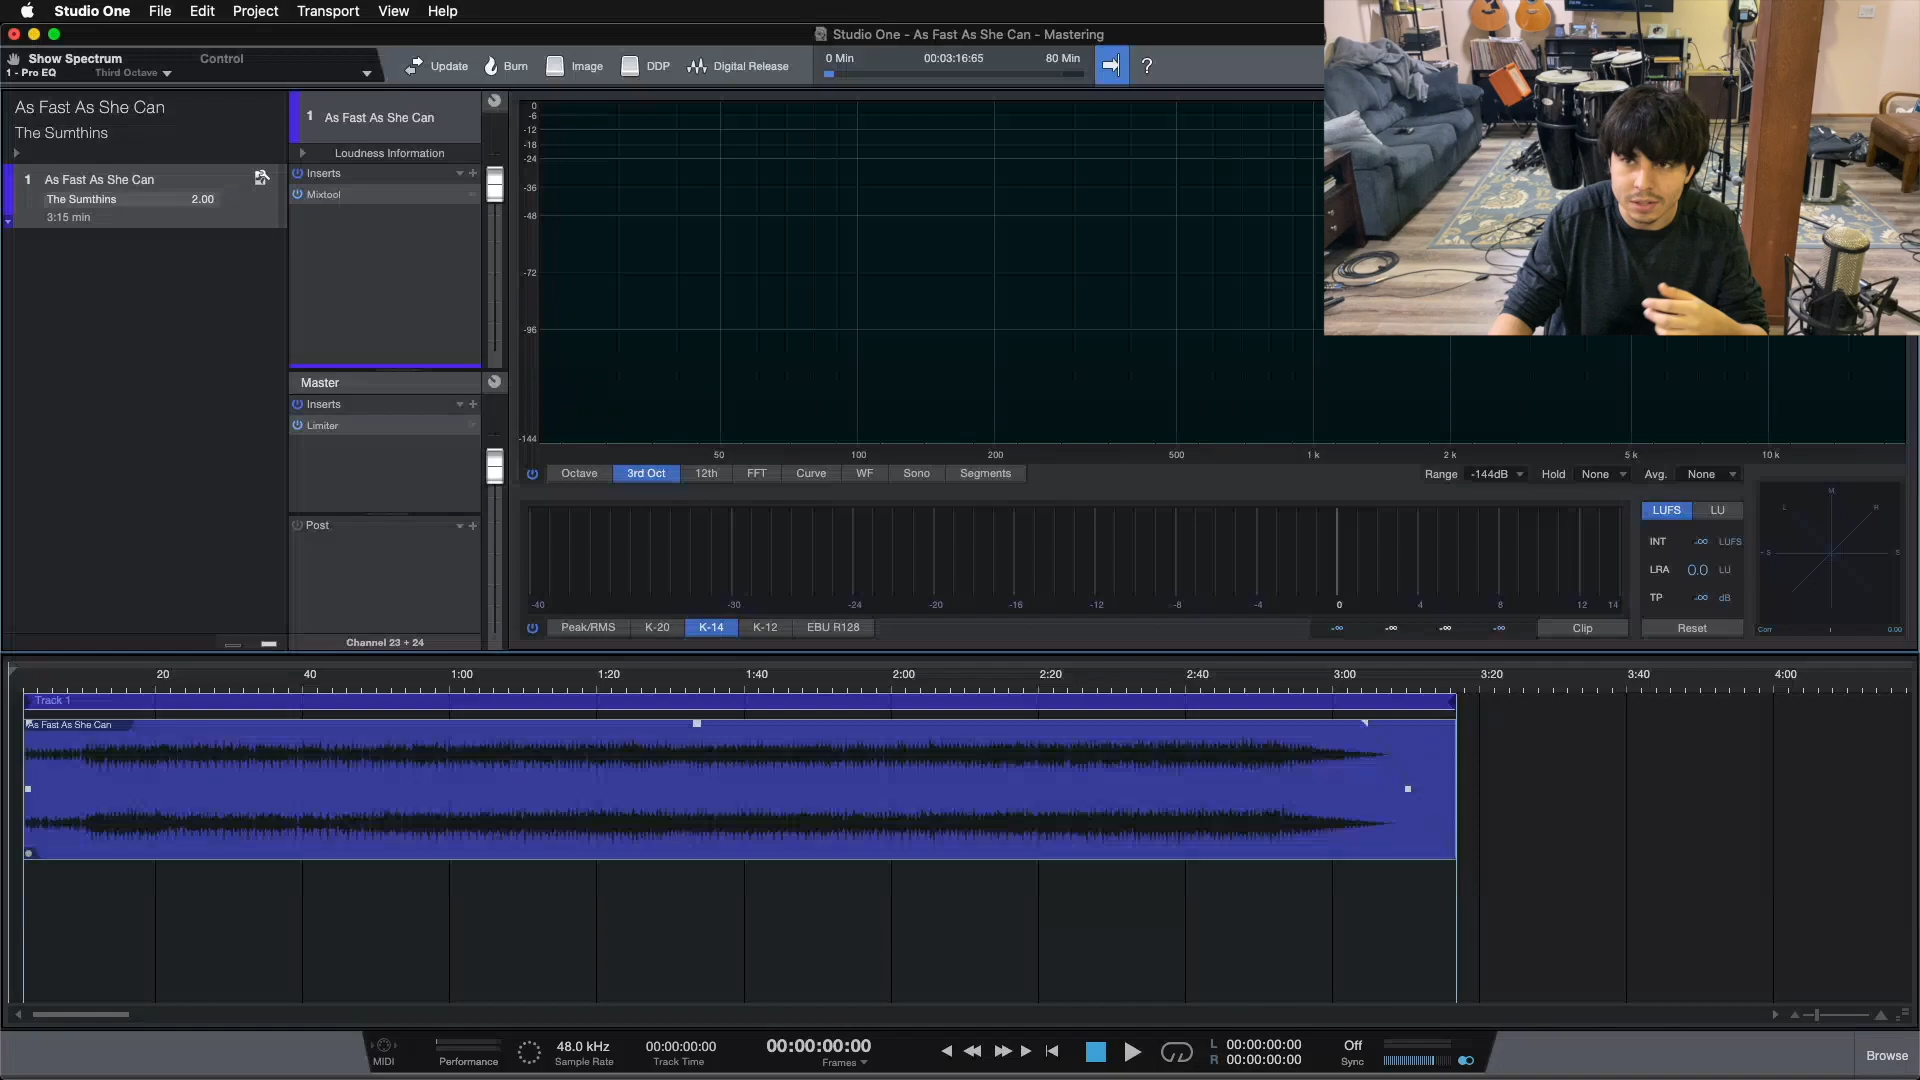 Studio One File Edit Project Transport View Help
Studio One - As Fast As She Can - Mastering
Show Spectrum Control
1 - Pro EQ Third Octave
Update Burn Image DDP Digital Release
0 Min 00:03:16:65 80 Min
?
As Fast As She Can
The Sumthins
1 As Fast As She Can
The Sumthins 2.00
3:15 min
1 As Fast As She Can
Loudness Information
Inserts
Mixtool
Master
Inserts
Limiter
Post
Channel 23 + 24
0
-6
-12
-18
-24
-36
-48
-72
-96
-144
50 100 200 500 1 k 2 k 5 k 10 k
Octave 3rd Oct 12th FFT Curve WF Sono Segments
Range -144dB Hold None Avg. None
-40 -30 -24 -20 -16 -12 -8 -4 0 4 8 12 14
Peak/RMS K-20 K-14 K-12 EBU R128
-∞ -∞ -∞ -∞ Clip
LUFS LU
INT -∞ LUFS
LRA 0.0 LU
TP -∞ dB
Reset
M
L R
S S
Corr 0.00
20 40 1:00 1:20 1:40 2:00 2:20 2:40 3:00 3:20 3:40 4:00
Track 1
As Fast As She Can
MIDI
Performance
48.0 kHz
Sample Rate
00:00:00:00
Track Time
00:00:00:00
Frames
L 00:00:00:00
R 00:00:00:00
Off
Sync
Browse